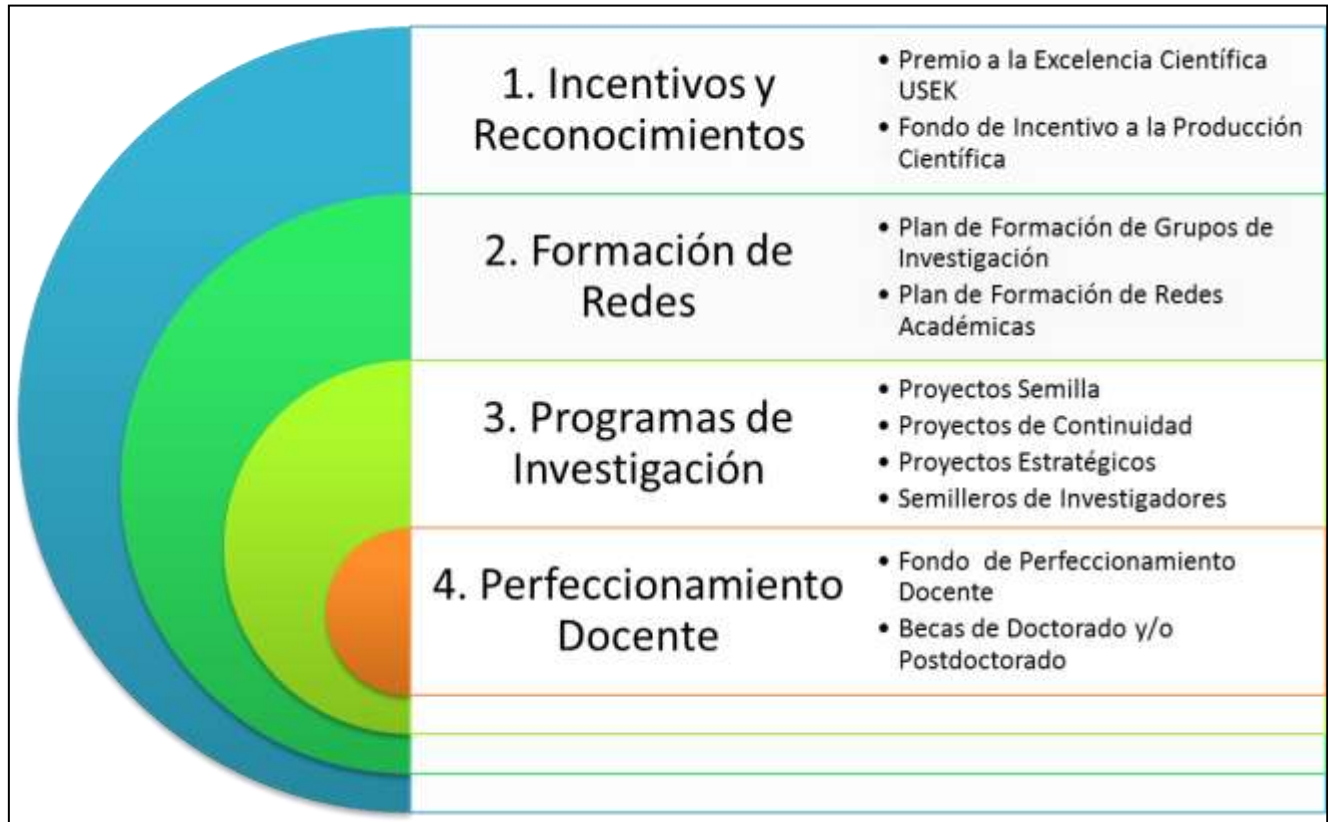 1. Incentivos y
Reconocimientos
• Premio a la Excelencia Científica
USEK
• Fondo de Incentivo a la Producción
Científica
2. Formación de
Redes
• Plan de Formación de Grupos de
Investigación
• Plan de Formación de Redes
Académicas
3. Programas de
Investigación
• Proyectos Semilla
• Proyectos de Continuidad
• Proyectos Estratégicos
• Semilleros de Investigadores
4. Perfeccionamiento
Docente
• Fondo de Perfeccionamiento
Docente
• Becas de Doctorado y/o
Postdoctorado